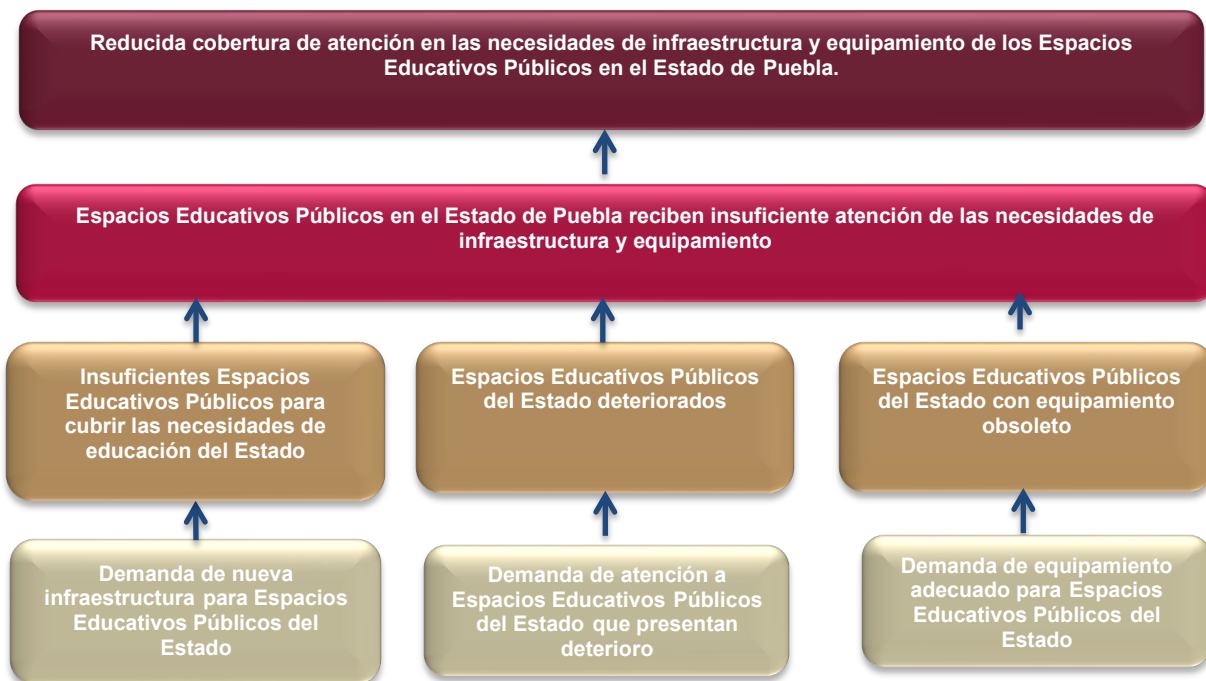 Reducida cobertura de atención en las necesidades de infraestructura y equipamiento de los Espacios
Educativos Públicos en el Estado de Puebla.
Espacios Educativos Públicos en el Estado de Puebla reciben insuficiente atención de las necesidades de
infraestructura y equipamiento
Insuficientes Espacios
Educativos Públicos para
cubrir las necesidades de
educación del Estado
Espacios Educativos Públicos
del Estado deteriorados
Espacios Educativos Públicos
del Estado con equipamiento
obsoleto
Demanda de nueva
infraestructura para Espacios
Educativos Públicos del
Estado
Demanda de atención a
Espacios Educativos Públicos
del Estado que presentan
deterioro
Demanda de equipamiento
adecuado para Espacios
Educativos Públicos del
Estado